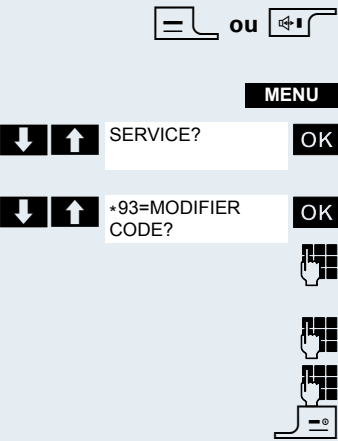 ou
MENU
SERVICE? OK
*93=MODIFIER OK
CODE?